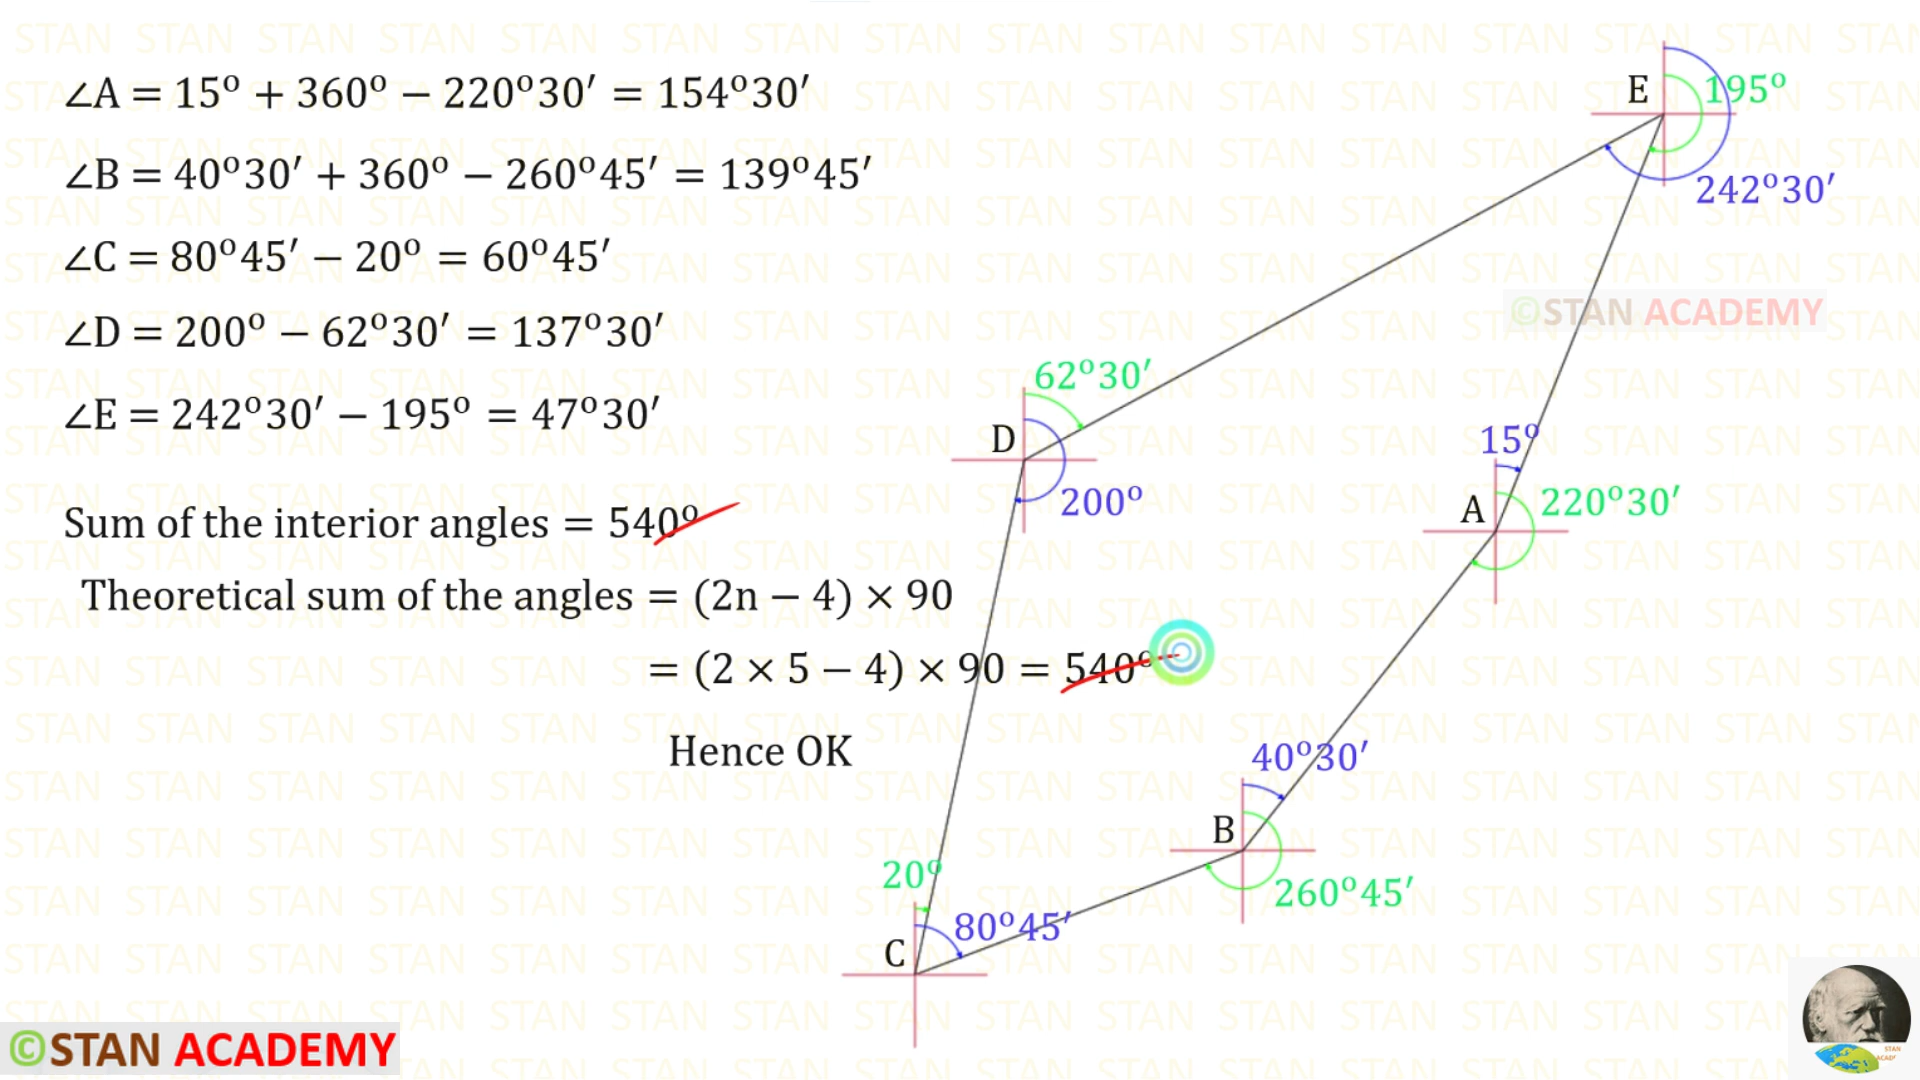 ∠A = 15° + 360° − 220°30′ = 154°30′
∠B = 40°30′ + 360° − 260°45′ = 139°45′
∠C = 80°45′ − 20° = 60°45′
∠D = 200° − 62°30′ = 137°30′
∠E = 242°30′ − 195° = 47°30′
Sum of the interior angles = 540°
Theoretical sum of the angles = (2n − 4) × 90
= (2 × 5 − 4) × 90 = 540°
Hence OK
E
195°
242°30′
©STAN ACADEMY
62°30′
D
200°
15°
A
220°30′
40°30′
B
260°45′
20°
80°45′
C
©STAN ACADEMY
STAN